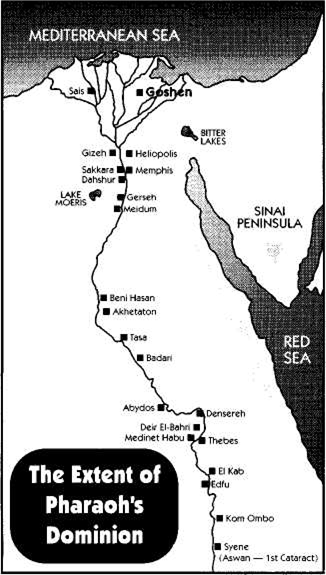 MEDITERRANEAN SEA
Sais
Goshen
BITTER
LAKES
Gizeh
Heliopolis
Sakkara
Memphis
Dahshur
LAKE
MOERIS
Gerseh
Meidum
SINAI
PENINSULA
Beni Hasan
Akhetaton
RED
SEA
Tasa
Badari
Abydos
Densereh
Deir El-Bahri
Medinet Habu
Thebes
The Extent of
Pharaoh's
Dominion
El Kab
Edfu
Kom Ombo
Syene
(Aswan — 1st Cataract)